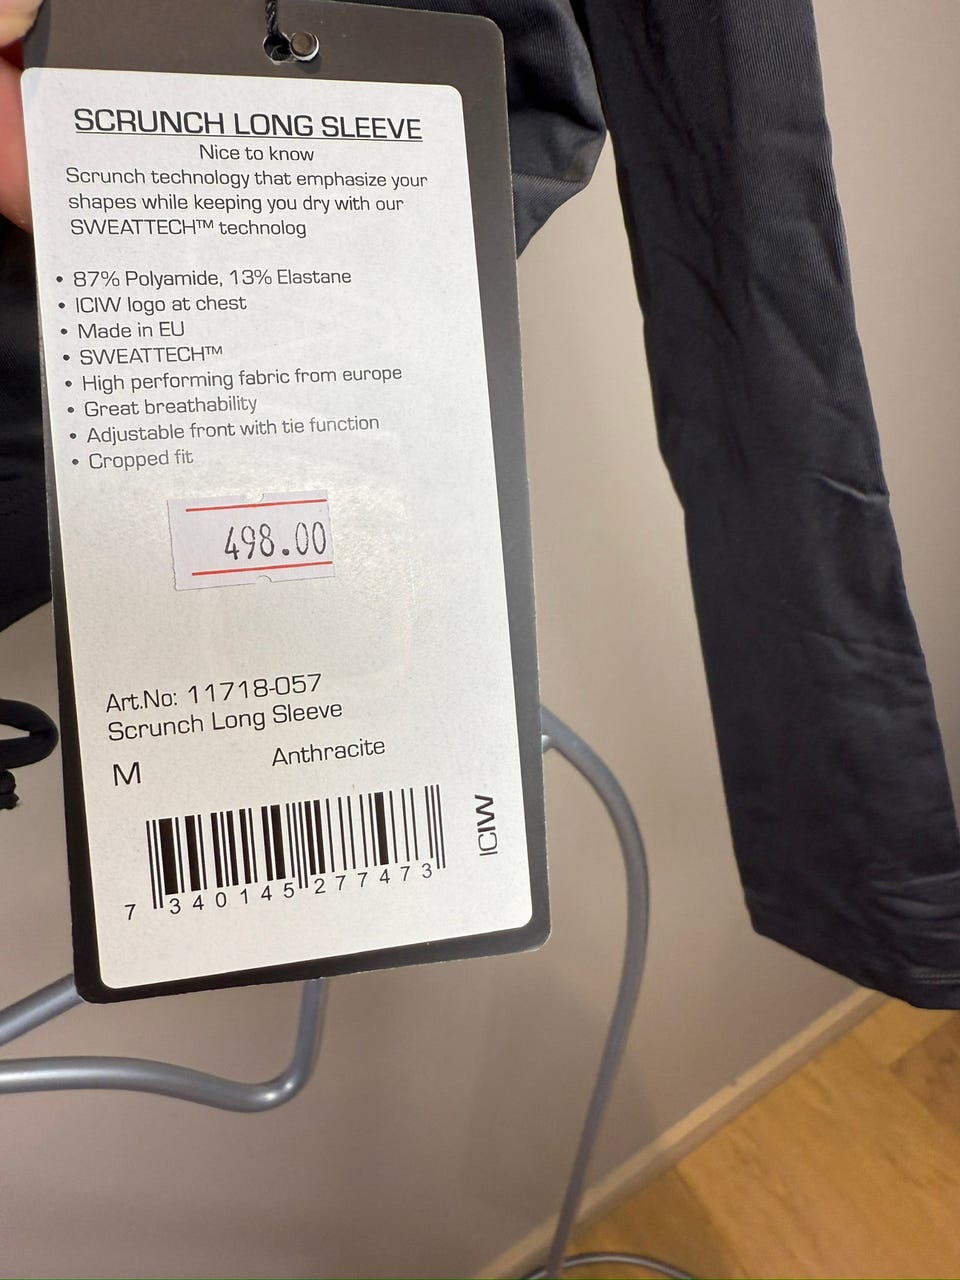 SCRUNCH LONG SLEEVE
Nice to know
Scrunch technology that emphasize your
shapes while keeping you dry with our
SWEATTECH™ technolog
• 87% Polyamide, 13% Elastane
• ICIW logo at chest
• Made in EU
• SWEATTECH™
• High performing fabric from europe
• Great breathability
• Adjustable front with tie function
• Cropped fit
498.00
Art.No: 11718-057
Scrunch Long Sleeve
M Anthracite
7 340145 277473
ICIW